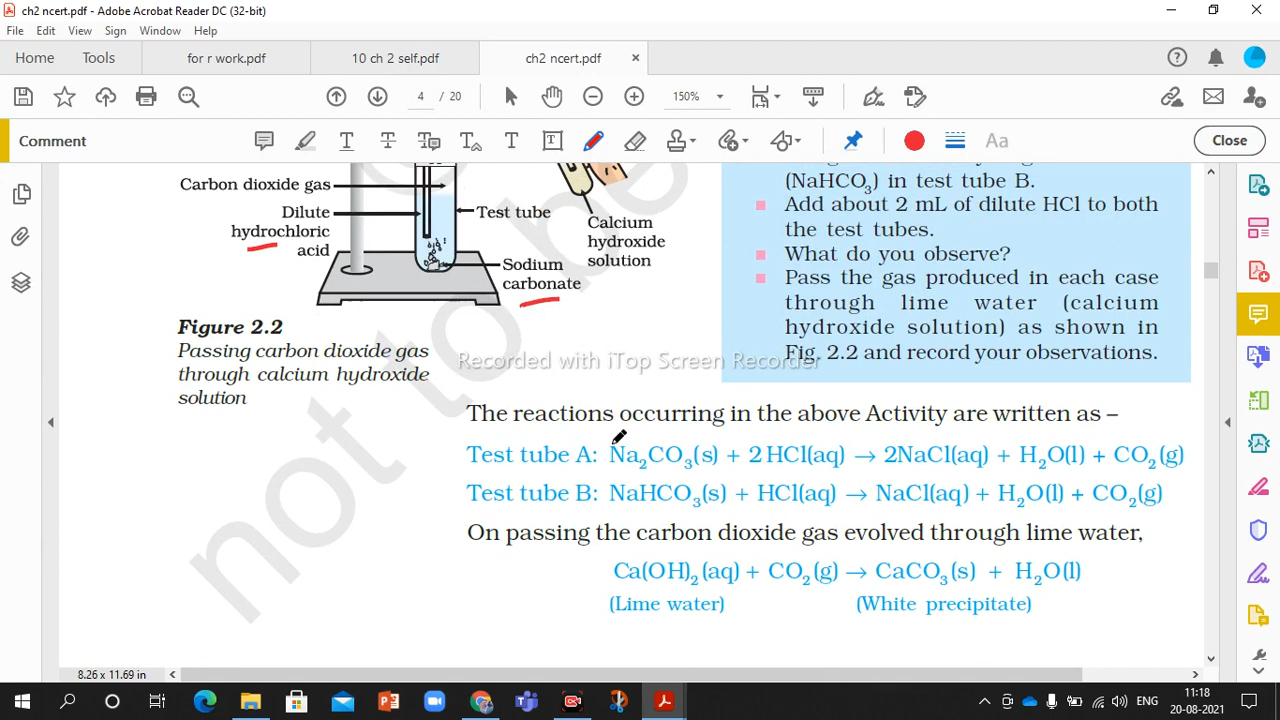 ch2 ncert.pdf - Adobe Acrobat Reader DC (32-bit)
File Edit View Sign Window Help
Home Tools for r work.pdf 10 ch 2 self.pdf ch2 ncert.pdf ×
4 / 20 150%
Comment Aa Close
Carbon dioxide gas
Dilute
hydrochloric
acid
Test tube
Sodium
carbonate
Calcium
hydroxide
solution
Figure 2.2
Passing carbon dioxide gas
through calcium hydroxide
solution
(NaHCO₃) in test tube B.
Add about 2 mL of dilute HCl to both
the test tubes.
What do you observe?
Pass the gas produced in each case
through lime water (calcium
hydroxide solution) as shown in
Fig. 2.2 and record your observations.
Recorded with iTop Screen Recorder
not to be
The reactions occurring in the above Activity are written as –
Test tube A: Na₂CO₃(s) + 2 HCl(aq) → 2NaCl(aq) + H₂O(l) + CO₂(g)
Test tube B: NaHCO₃(s) + HCl(aq) → NaCl(aq) + H₂O(l) + CO₂(g)
On passing the carbon dioxide gas evolved through lime water,
Ca(OH)₂(aq) + CO₂(g) → CaCO₃(s) + H₂O(l)
(Lime water) (White precipitate)
8.26 x 11.69 in
ENG
11:18
20-08-2021